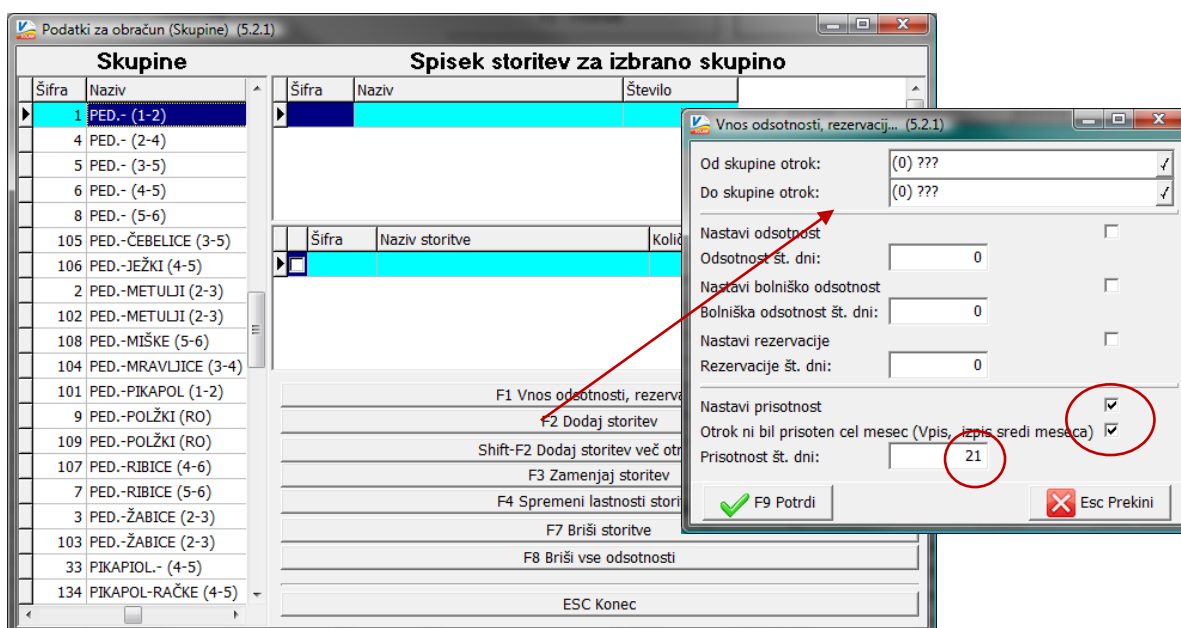 Podatki za obračun (Skupine) (5.2.1)
Skupine
Šifra Naziv
1 PED.- (1-2)
4 PED.- (2-4)
5 PED.- (3-5)
6 PED.- (4-5)
8 PED.- (5-6)
105 PED.-ČEBELICE (3-5)
106 PED.-JEŽKI (4-5)
2 PED.-METULJI (2-3)
102 PED.-METULJI (2-3)
108 PED.-MIŠKE (5-6)
104 PED.-MRAVLJICE (3-4)
101 PED.-PIKAPOL (1-2)
9 PED.-POLŽKI (RO)
109 PED.-POLŽKI (RO)
107 PED.-RIBICE (4-6)
7 PED.-RIBICE (5-6)
3 PED.-ŽABICE (2-3)
103 PED.-ŽABICE (2-3)
33 PIKAPIOL.- (4-5)
134 PIKAPOL-RAČKE (4-5)
Spisek storitev za izbrano skupino
Šifra Naziv Število
Šifra Naziv storitve Količ
F1 Vnos odsotnosti, rezerva
F2 Dodaj storitev
Shift-F2 Dodaj storitev več otr
F3 Zamenjaj storitev
F4 Spremeni lastnosti storit
F7 Briši storitve
F8 Briši vse odsotnosti
ESC Konec
Vnos odsotnosti, rezervacij... (5.2.1)
Od skupine otrok: (0) ???
Do skupine otrok: (0) ???
Nastavi odsotnost
Odsotnost št. dni: 0
Nastavi bolniško odsotnost
Bolniška odsotnost št. dni: 0
Nastavi rezervacije
Rezervacije št. dni: 0
Nastavi prisotnost
Otrok ni bil prisoten cel mesec (Vpis, izpis sredi meseca)
Prisotnost št. dni: 21
F9 Potrdi
Esc Prekini